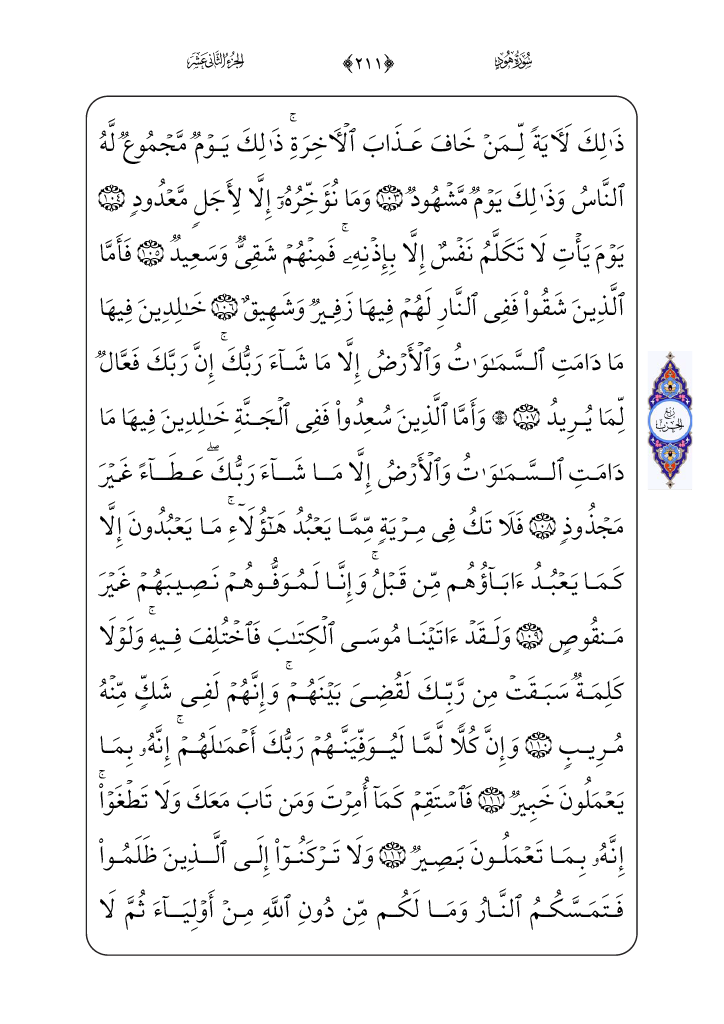 سُورَةُ هُود ﴿٢١١﴾ الجُزءُ الثَّانِي عَشَر
ذَٰلِكَ لَأٓيَةٗ لِّمَنۡ خَافَ عَذَابَ ٱلۡأٓخِرَةِۚ ذَٰلِكَ يَوۡمٞ مَّجۡمُوعٞ لَّهُ
ٱلنَّاسُ وَذَٰلِكَ يَوۡمٞ مَّشۡهُودٞ ١٠٣ وَمَا نُؤَخِّرُهُۥٓ إِلَّا لِأَجَلٖ مَّعۡدُودٖ ١٠٤
يَوۡمَ يَأۡتِ لَا تَكَلَّمُ نَفۡسٌ إِلَّا بِإِذۡنِهِۦۚ فَمِنۡهُمۡ شَقِيّٞ وَسَعِيدٞ ١٠٥ فَأَمَّا
ٱلَّذِينَ شَقُواْ فَفِي ٱلنَّارِ لَهُمۡ فِيهَا زَفِيرٞ وَشَهِيقٌ ١٠٦ خَٰلِدِينَ فِيهَا
مَا دَامَتِ ٱلسَّمَٰوَٰتُ وَٱلۡأَرۡضُ إِلَّا مَا شَآءَ رَبُّكَۚ إِنَّ رَبَّكَ فَعَّالٞ
لِّمَا يُرِيدُ ١٠٧ ۞ وَأَمَّا ٱلَّذِينَ سُعِدُواْ فَفِي ٱلۡجَنَّةِ خَٰلِدِينَ فِيهَا مَا
دَامَتِ ٱلسَّمَٰوَٰتُ وَٱلۡأَرۡضُ إِلَّا مَا شَآءَ رَبُّكَۖ عَطَآءً غَيۡرَ
مَجۡذُوذٖ ١٠٨ فَلَا تَكُ فِي مِرۡيَةٖ مِّمَّا يَعۡبُدُ هَٰٓؤُلَآءِۚ مَا يَعۡبُدُونَ إِلَّا
كَمَا يَعۡبُدُ ءَابَآؤُهُم مِّن قَبۡلُۚ وَإِنَّا لَمُوَفُّوهُمۡ نَصِيبَهُمۡ غَيۡرَ
مَنقُوصٖ ١٠٩ وَلَقَدۡ ءَاتَيۡنَا مُوسَى ٱلۡكِتَٰبَ فَٱخۡتُلِفَ فِيهِۚ وَلَوۡلَا
كَلِمَةٞ سَبَقَتۡ مِن رَّبِّكَ لَقُضِيَ بَيۡنَهُمۡۚ وَإِنَّهُمۡ لَفِي شَكّٖ مِّنۡهُ
مُرِيبٖ ١١٠ وَإِنَّ كُلّٗا لَّمَّا لَيُوَفِّيَنَّهُمۡ رَبُّكَ أَعۡمَٰلَهُمۡۚ إِنَّهُۥ بِمَا
يَعۡمَلُونَ خَبِيرٞ ١١١ فَٱسۡتَقِمۡ كَمَآ أُمِرۡتَ وَمَن تَابَ مَعَكَ وَلَا تَطۡغَوۡاْۚ
إِنَّهُۥ بِمَا تَعۡمَلُونَ بَصِيرٞ ١١٢ وَلَا تَرۡكَنُوٓاْ إِلَى ٱلَّذِينَ ظَلَمُواْ
فَتَمَسَّكُمُ ٱلنَّارُ وَمَا لَكُم مِّن دُونِ ٱللَّهِ مِنۡ أَوۡلِيَآءَ ثُمَّ لَا
رُبع
الحِزب